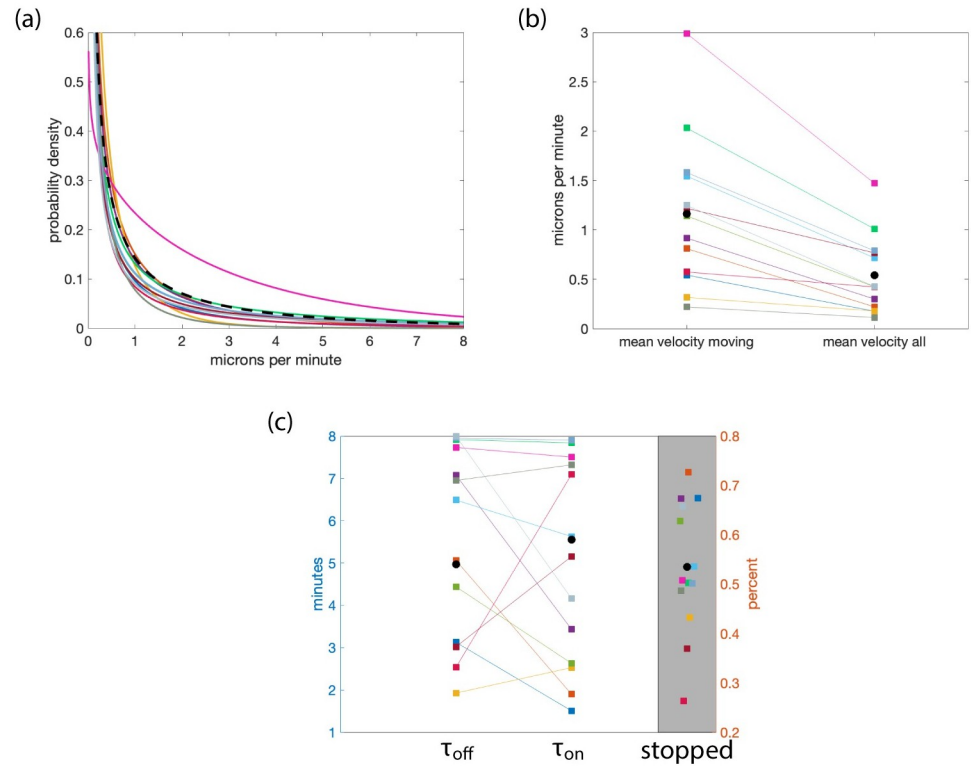 (a)
0.6
0.5
0.4
0.3
0.2
0.1
0
probability density
0 1 2 3 4 5 6 7 8
microns per minute
(b)
3
2.5
2
1.5
1
0.5
0
microns per minute
mean velocity moving mean velocity all
(c)
8
7
6
5
4
3
2
1
minutes
τoff τon stopped
0.8
0.7
0.6
0.5
0.4
0.3
0.2
percent